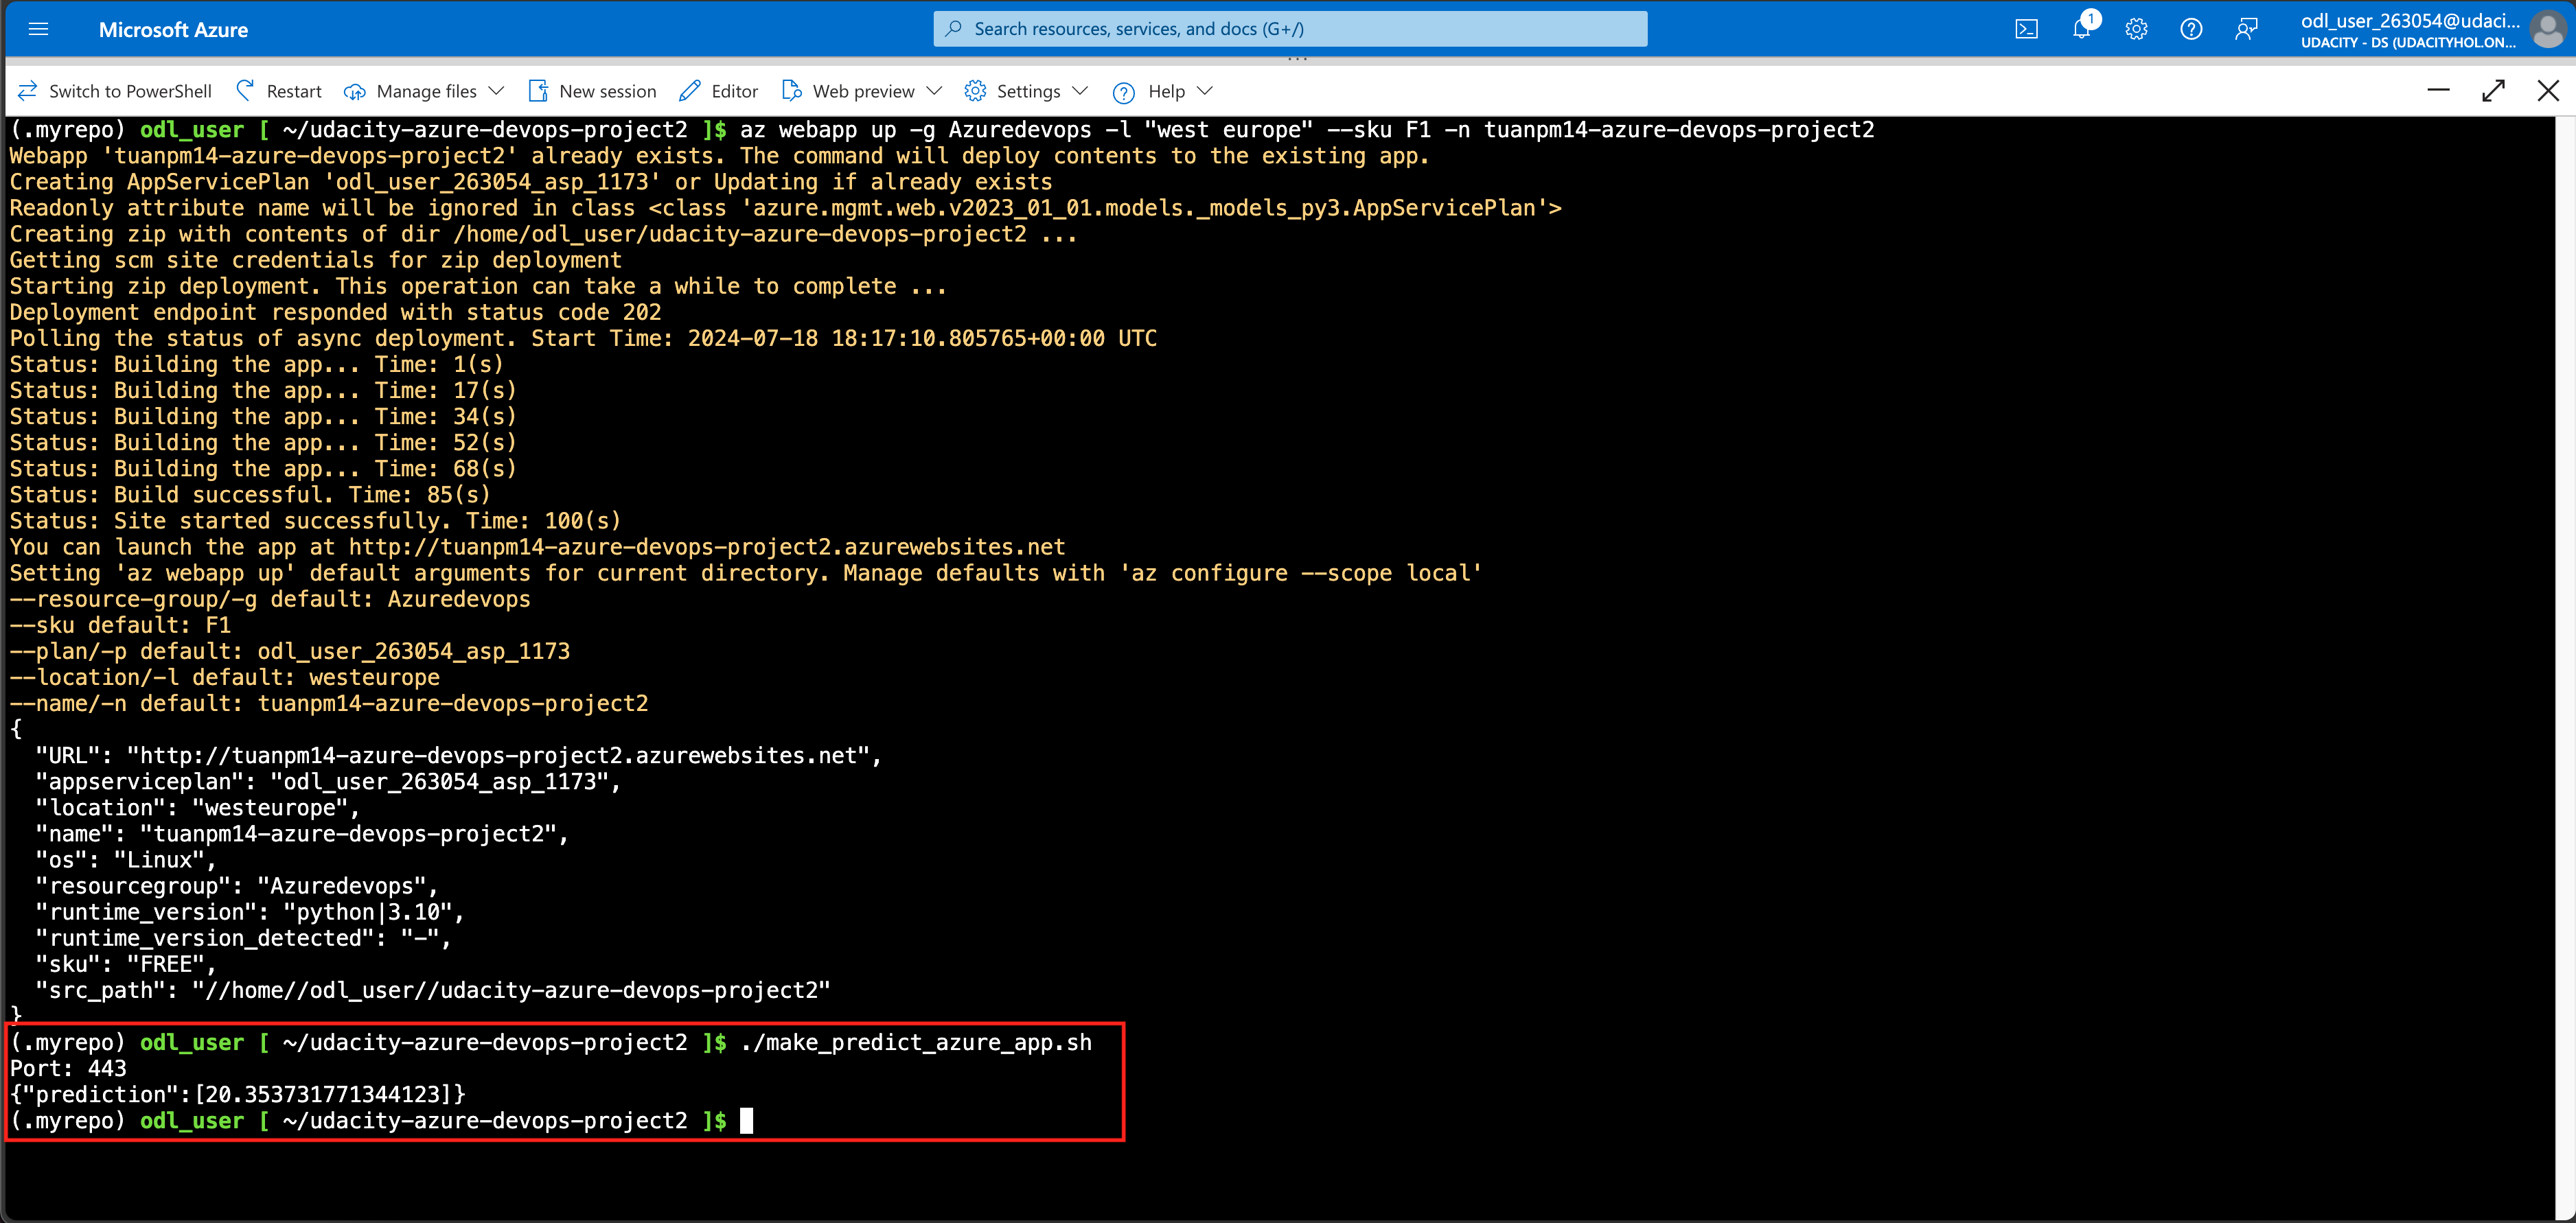 Microsoft Azure
Search resources, services, and docs (G+/)
1
odl_user_263054@udaci...
UDACITY - DS (UDACITYHOL.ON...
Switch to PowerShell Restart Manage files New session Editor Web preview Settings Help
(.myrepo) odl_user [ ~/udacity-azure-devops-project2 ]$ az webapp up -g Azuredevops -l "west europe" --sku F1 -n tuanpm14-azure-devops-project2
Webapp 'tuanpm14-azure-devops-project2' already exists. The command will deploy contents to the existing app.
Creating AppServicePlan 'odl_user_263054_asp_1173' or Updating if already exists
Readonly attribute name will be ignored in class <class 'azure.mgmt.web.v2023_01_01.models._models_py3.AppServicePlan'>
Creating zip with contents of dir /home/odl_user/udacity-azure-devops-project2 ...
Getting scm site credentials for zip deployment
Starting zip deployment. This operation can take a while to complete ...
Deployment endpoint responded with status code 202
Polling the status of async deployment. Start Time: 2024-07-18 18:17:10.805765+00:00 UTC
Status: Building the app... Time: 1(s)
Status: Building the app... Time: 17(s)
Status: Building the app... Time: 34(s)
Status: Building the app... Time: 52(s)
Status: Building the app... Time: 68(s)
Status: Build successful. Time: 85(s)
Status: Site started successfully. Time: 100(s)
You can launch the app at http://tuanpm14-azure-devops-project2.azurewebsites.net
Setting 'az webapp up' default arguments for current directory. Manage defaults with 'az configure --scope local'
--resource-group/-g default: Azuredevops
--sku default: F1
--plan/-p default: odl_user_263054_asp_1173
--location/-l default: westeurope
--name/-n default: tuanpm14-azure-devops-project2
{
  "URL": "http://tuanpm14-azure-devops-project2.azurewebsites.net",
  "appserviceplan": "odl_user_263054_asp_1173",
  "location": "westeurope",
  "name": "tuanpm14-azure-devops-project2",
  "os": "Linux",
  "resourcegroup": "Azuredevops",
  "runtime_version": "python|3.10",
  "runtime_version_detected": "-",
  "sku": "FREE",
  "src_path": "//home//odl_user//udacity-azure-devops-project2"
}
(.myrepo) odl_user [ ~/udacity-azure-devops-project2 ]$ ./make_predict_azure_app.sh
Port: 443
{"prediction":[20.353731771344123]}
(.myrepo) odl_user [ ~/udacity-azure-devops-project2 ]$